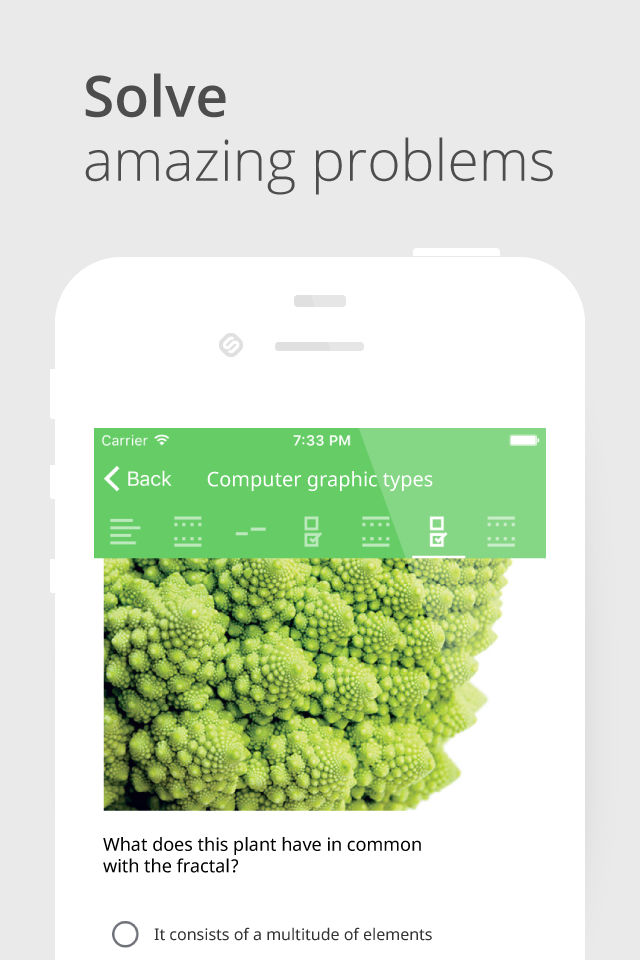 Solve
amazing problems
Carrier 7:33 PM
Back Computer graphic types
What does this plant have in common
with the fractal?
It consists of a multitude of elements